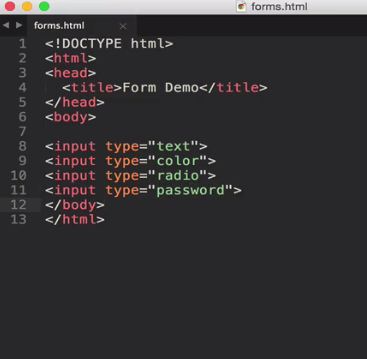 forms.html
forms.html
1 <!DOCTYPE html>
2 <html>
3 <head>
4 <title>Form Demo</title>
5 </head>
6 <body>
7
8 <input type="text">
9 <input type="color">
10 <input type="radio">
11 <input type="password">
12 </body>
13 </html>